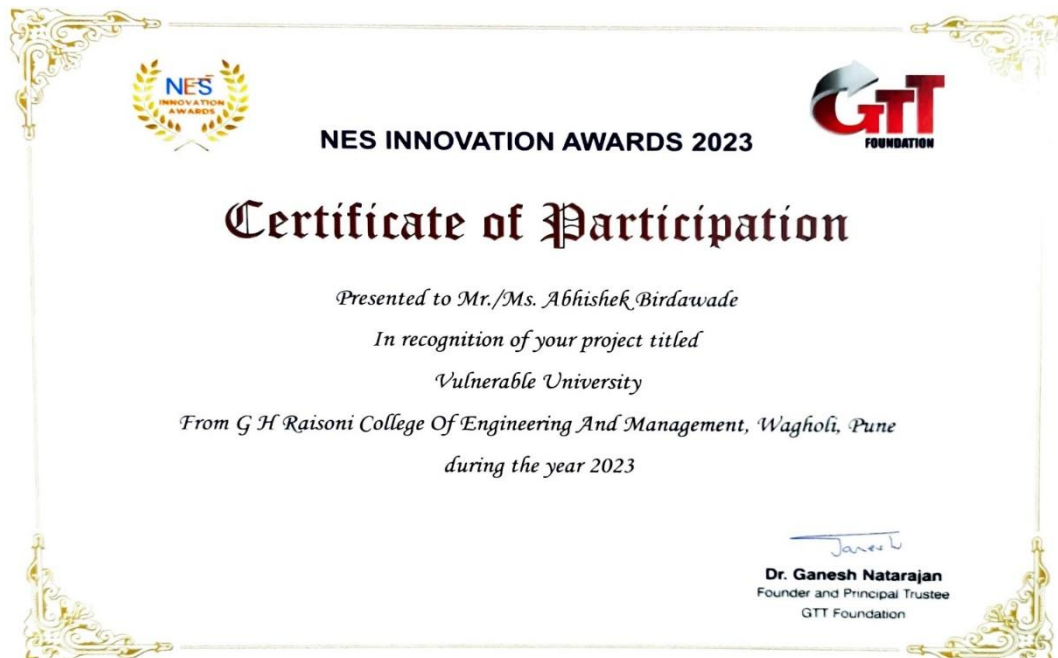 NES
INNOVATION
AWARDS
GTT
FOUNDATION
NES INNOVATION AWARDS 2023
Certificate of Participation
Presented to Mr./Ms. Abhishek Birdawade
In recognition of your project titled
Vulnerable University
From G H Raisoni College Of Engineering And Management, Wagholi, Pune
during the year 2023
Dr. Ganesh Natarajan
Founder and Principal Trustee
GTT Foundation